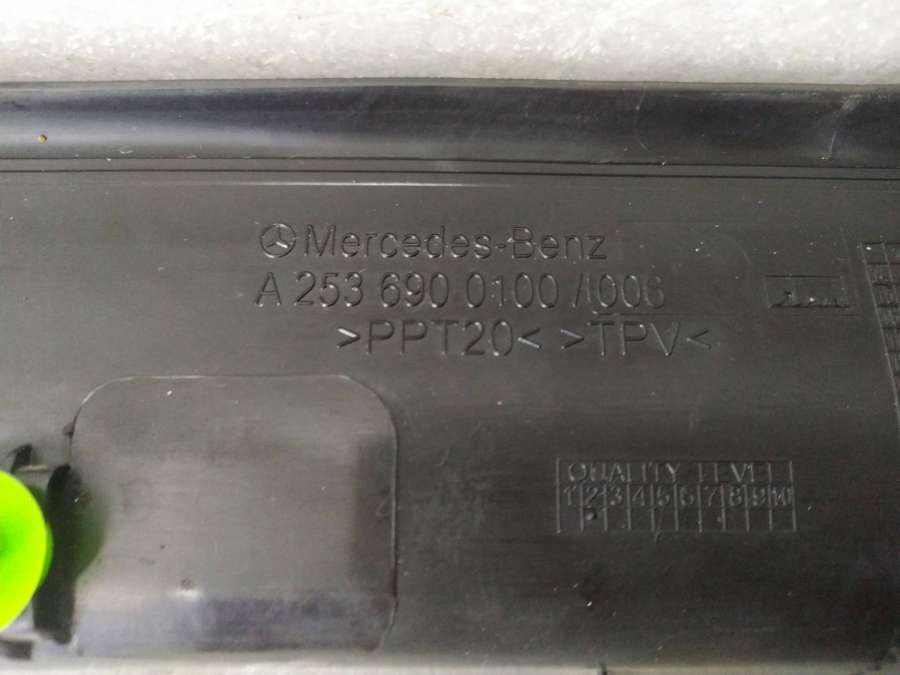 Mercedes-Benz
A 253 690 0100 /006
>PPT20< >TPV<
QUALITY LEVEL
1 2 3 4 5 6 7 8 9 10